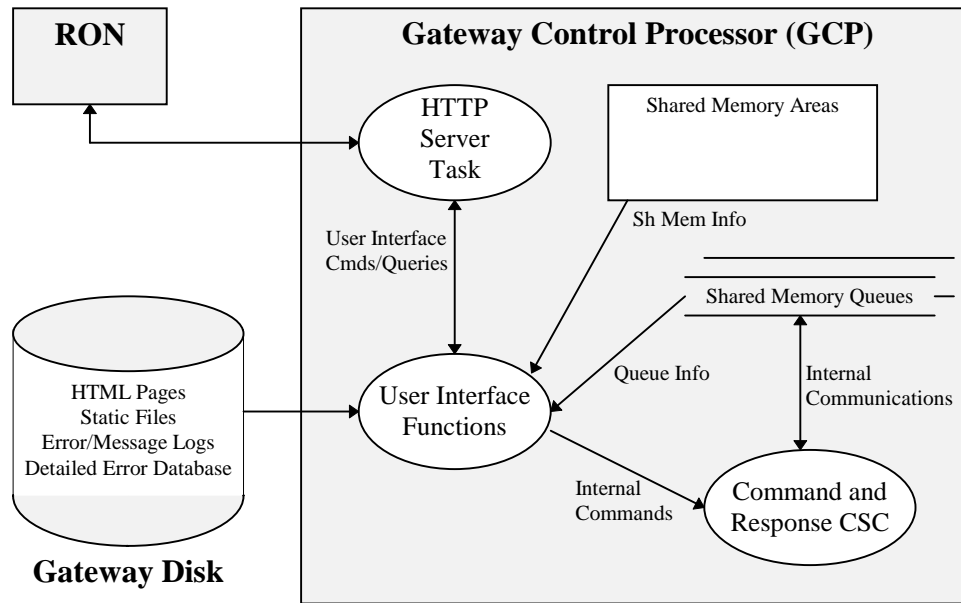 RON
Gateway Control Processor (GCP)
HTTP
Server
Task
Shared Memory Areas
Sh Mem Info
User Interface
Cmds/Queries
Shared Memory Queues
HTML Pages
Static Files
Error/Message Logs
Detailed Error Database
User Interface
Functions
Queue Info
Internal
Communications
Internal
Commands
Command and
Response CSC
Gateway Disk